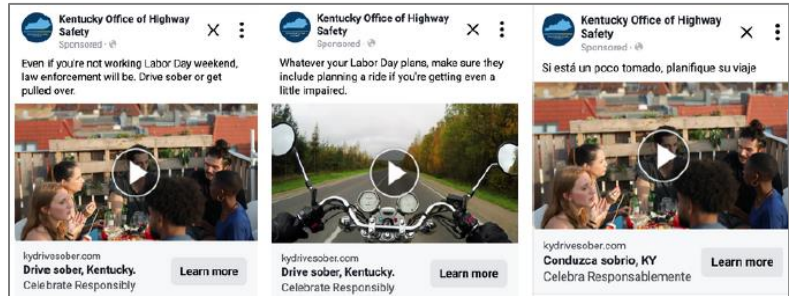 Kentucky Office of Highway
Safety
Sponsored ·
Even if you're not working Labor Day weekend,
law enforcement will be. Drive sober or get
pulled over.
kydrivesober.com
Drive sober, Kentucky.
Celebrate Responsibly
Learn more
Kentucky Office of Highway
Safety
Sponsored ·
Whatever your Labor Day plans, make sure they
include planning a ride if you're getting even a
little impaired.
kydrivesober.com
Drive sober, Kentucky.
Celebrate Responsibly
Learn more
Kentucky Office of Highway
Safety
Sponsored ·
Si está un poco tomado, planifique su viaje
kydrivesober.com
Conduzca sobrio, KY
Celebra Responsablemente
Learn more